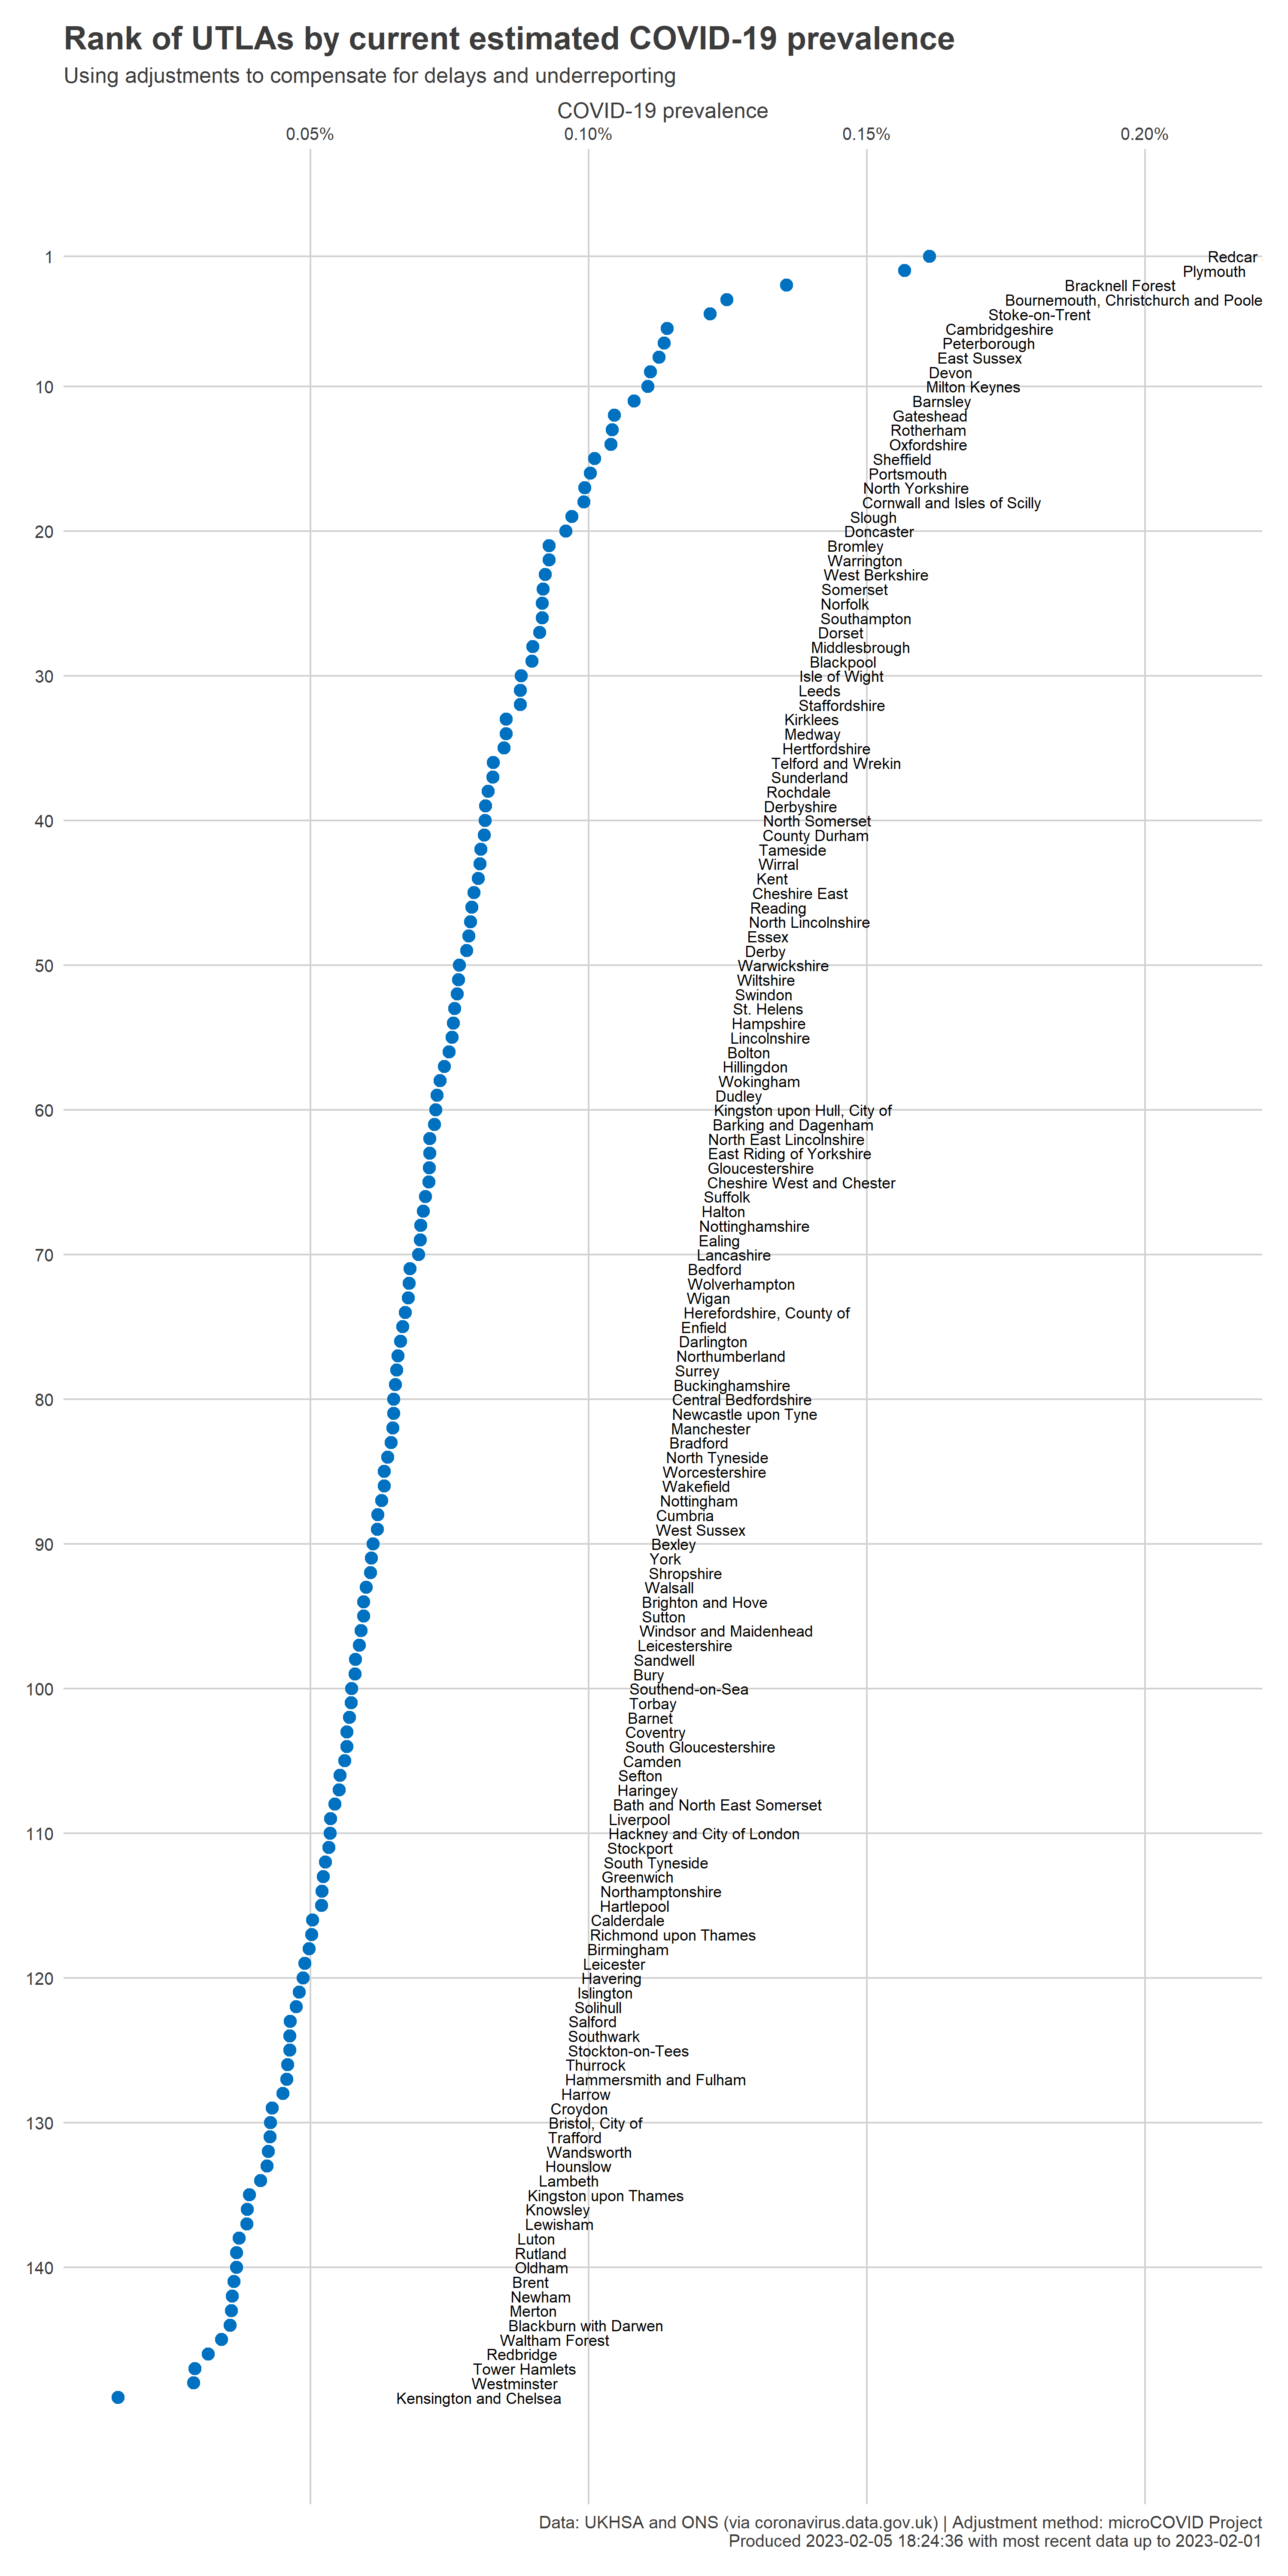 Rank of UTLAs by current estimated COVID-19 prevalence
Using adjustments to compensate for delays and underreporting
COVID-19 prevalence
0.05% 0.10% 0.15% 0.20%
1 Redcar
Plymouth
Bracknell Forest
Bournemouth, Christchurch and Poole
Stoke-on-Trent
Cambridgeshire
Peterborough
East Sussex
Devon
10 Milton Keynes
Barnsley
Gateshead
Rotherham
Oxfordshire
Sheffield
Portsmouth
North Yorkshire
Cornwall and Isles of Scilly
Slough
20 Doncaster
Bromley
Warrington
West Berkshire
Somerset
Norfolk
Southampton
Dorset
Middlesbrough
Blackpool
30 Isle of Wight
Leeds
Staffordshire
Kirklees
Medway
Hertfordshire
Telford and Wrekin
Sunderland
Rochdale
Derbyshire
40 North Somerset
County Durham
Tameside
Wirral
Kent
Cheshire East
Reading
North Lincolnshire
Essex
Derby
50 Warwickshire
Wiltshire
Swindon
St. Helens
Hampshire
Lincolnshire
Bolton
Hillingdon
Wokingham
Dudley
60 Kingston upon Hull, City of
Barking and Dagenham
North East Lincolnshire
East Riding of Yorkshire
Gloucestershire
Cheshire West and Chester
Suffolk
Halton
Nottinghamshire
Ealing
70 Lancashire
Bedford
Wolverhampton
Wigan
Herefordshire, County of
Enfield
Darlington
Northumberland
Surrey
Buckinghamshire
80 Central Bedfordshire
Newcastle upon Tyne
Manchester
Bradford
North Tyneside
Worcestershire
Wakefield
Nottingham
Cumbria
West Sussex
90 Bexley
York
Shropshire
Walsall
Brighton and Hove
Sutton
Windsor and Maidenhead
Leicestershire
Sandwell
Bury
100 Southend-on-Sea
Torbay
Barnet
Coventry
South Gloucestershire
Camden
Sefton
Haringey
Bath and North East Somerset
Liverpool
110 Hackney and City of London
Stockport
South Tyneside
Greenwich
Northamptonshire
Hartlepool
Calderdale
Richmond upon Thames
Birmingham
Leicester
120 Havering
Islington
Solihull
Salford
Southwark
Stockton-on-Tees
Thurrock
Hammersmith and Fulham
Harrow
Croydon
130 Bristol, City of
Trafford
Wandsworth
Hounslow
Lambeth
Kingston upon Thames
Knowsley
Lewisham
Luton
Rutland
140 Oldham
Brent
Newham
Merton
Blackburn with Darwen
Waltham Forest
Redbridge
Tower Hamlets
Westminster
Kensington and Chelsea
Data: UKHSA and ONS (via coronavirus.data.gov.uk) | Adjustment method: microCOVID Project
Produced 2023-02-05 18:24:36 with most recent data up to 2023-02-01